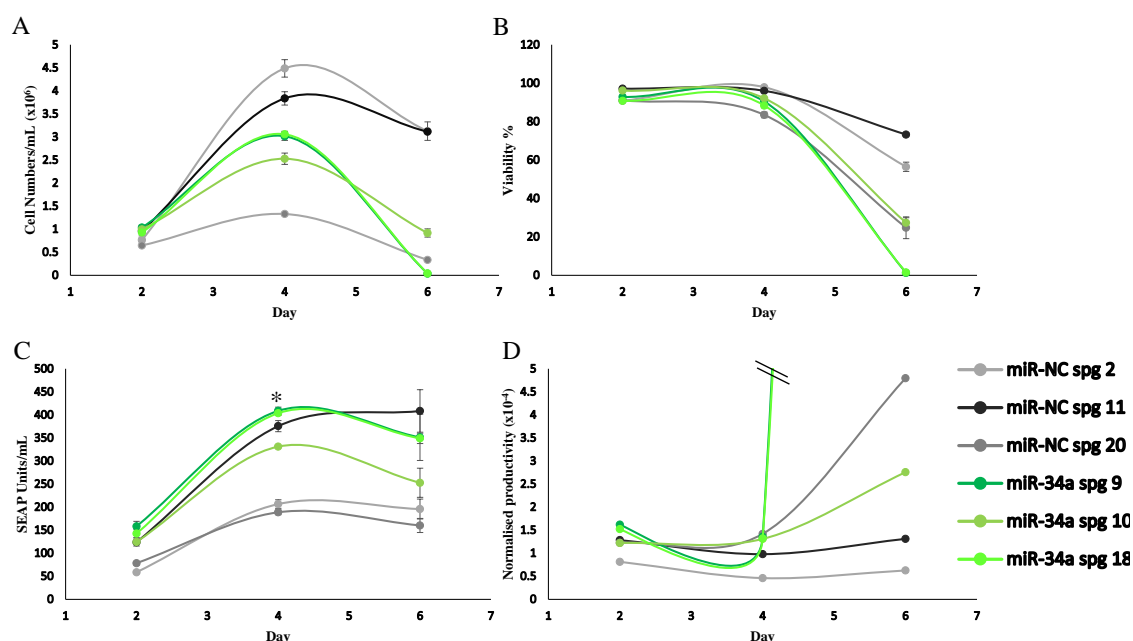 A
5
4.5
4
3.5
3
2.5
2
1.5
1
0.5
0
Cell Numbers/mL (x10⁶)
1 2 3 4 5 6 7
Day
B
120
100
80
60
40
20
0
Viability %
1 2 3 4 5 6 7
Day
C
500
450
400
350
300
250
200
150
100
50
0
SEAP Units/mL
*
1 2 3 4 5 6 7
Day
D
5
4.5
4
3.5
3
2.5
2
1.5
1
0.5
0
Normalised productivity (x10⁻⁴)
1 2 3 4 5 6 7
Day
miR-NC spg 2
miR-NC spg 11
miR-NC spg 20
miR-34a spg 9
miR-34a spg 10
miR-34a spg 18